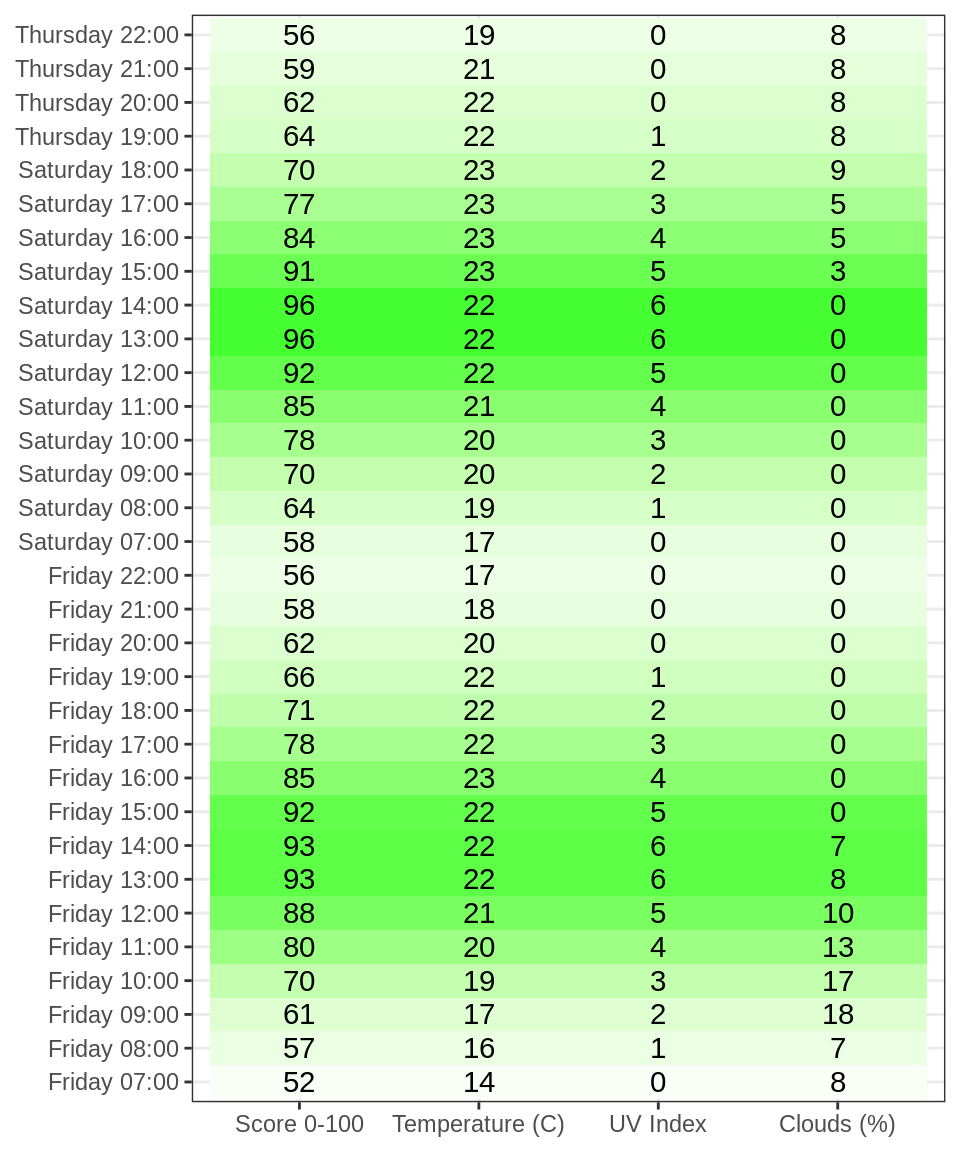 Thursday 22:00 56 19 0 8
Thursday 21:00 59 21 0 8
Thursday 20:00 62 22 0 8
Thursday 19:00 64 22 1 8
Saturday 18:00 70 23 2 9
Saturday 17:00 77 23 3 5
Saturday 16:00 84 23 4 5
Saturday 15:00 91 23 5 3
Saturday 14:00 96 22 6 0
Saturday 13:00 96 22 6 0
Saturday 12:00 92 22 5 0
Saturday 11:00 85 21 4 0
Saturday 10:00 78 20 3 0
Saturday 09:00 70 20 2 0
Saturday 08:00 64 19 1 0
Saturday 07:00 58 17 0 0
Friday 22:00 56 17 0 0
Friday 21:00 58 18 0 0
Friday 20:00 62 20 0 0
Friday 19:00 66 22 1 0
Friday 18:00 71 22 2 0
Friday 17:00 78 22 3 0
Friday 16:00 85 23 4 0
Friday 15:00 92 22 5 0
Friday 14:00 93 22 6 7
Friday 13:00 93 22 6 8
Friday 12:00 88 21 5 10
Friday 11:00 80 20 4 13
Friday 10:00 70 19 3 17
Friday 09:00 61 17 2 18
Friday 08:00 57 16 1 7
Friday 07:00 52 14 0 8
Score 0-100 Temperature (C) UV Index Clouds (%)